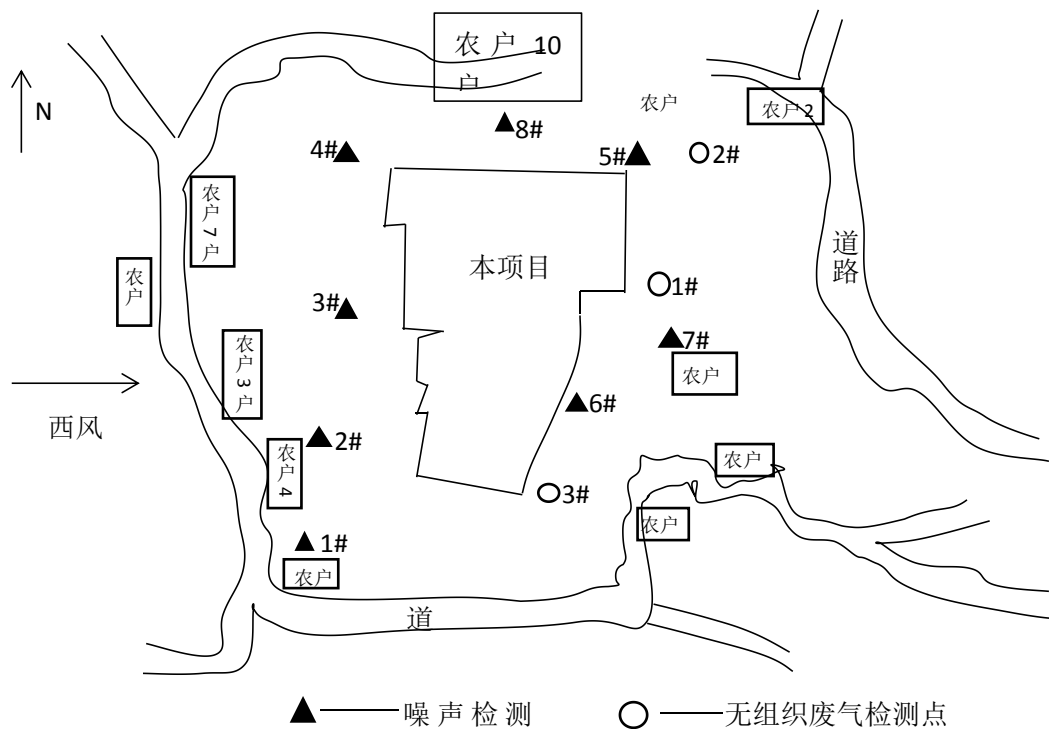 农户 10
户
农户
农户 2
N
8#
4#
5#
2#
农户 7 户
道路
本项目
农户
1#
3#
7#
农户 3 户
农户
西风
6#
2#
农户
农户 4
3#
农户
1#
农户
道
噪声检测
无组织废气检测点